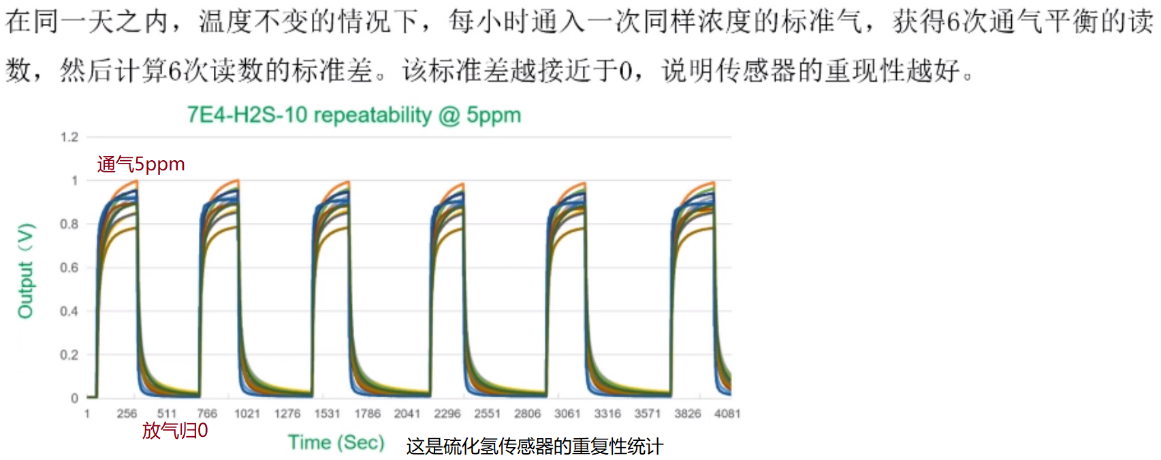 在同一天之内，温度不变的情况下，每小时通入一次同样浓度的标准气，获得6次通气平衡的读
数，然后计算6次读数的标准差。该标准差越接近于0，说明传感器的重现性越好。
7E4-H2S-10 repeatability @ 5ppm
1.2
通气5ppm
1
0.8
0.6
0.4
0.2
0
Output（V）
1 256 511 766 1021 1276 1531 1786 2041 2296 2551 2806 3061 3316 3571 3826 4081
放气归0
Time (Sec)
这是硫化氢传感器的重复性统计